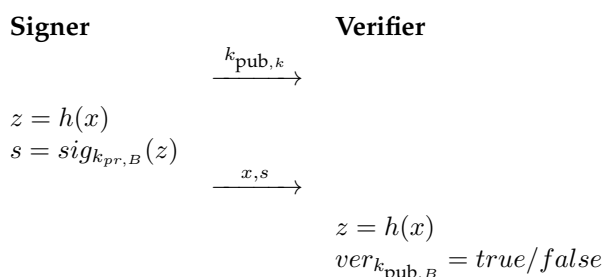 Signer Verifier
k_{pub,k}
z = h(x)
s = sig_{k_{pr,B}}(z)
x,s
z = h(x)
ver_{k_{pub,B}} = true/false